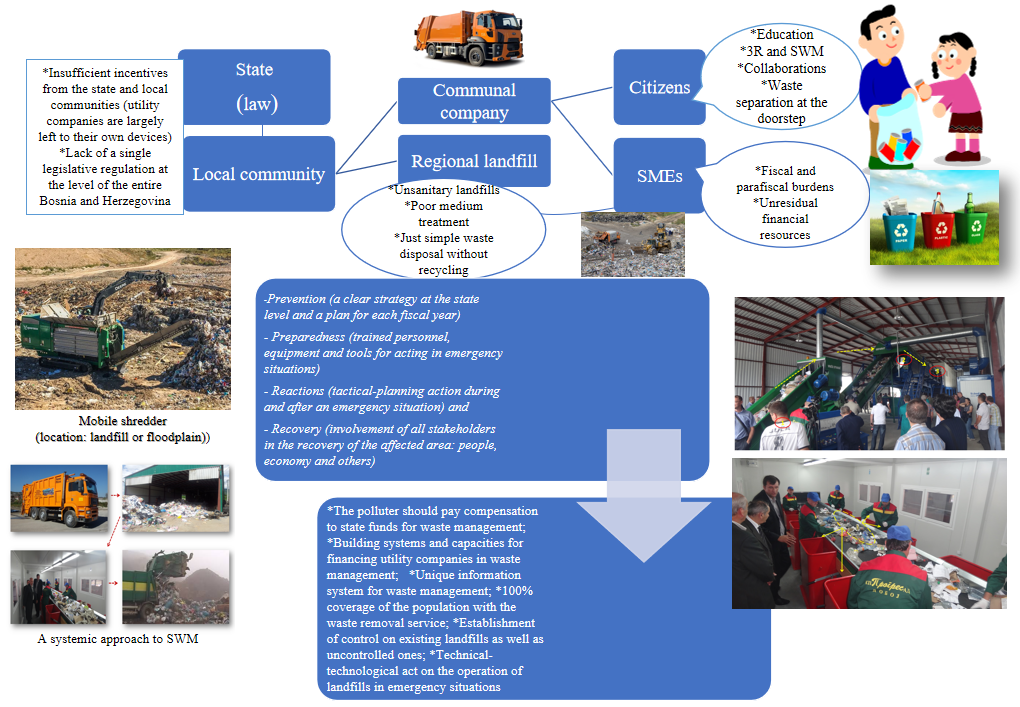 *Insufficient incentives
from the state and local
communities (utility
companies are largely
left to their own devices)
*Lack of a single
legislative regulation at
the level of the entire
Bosnia and Herzegovina
State
(law)
Local community
Communal
company
Regional landfill
*Unsanitary landfills
*Poor medium
treatment
*Just simple waste
disposal without
recycling
Citizens
SMEs
*Education
*3R and SWM
*Collaborations
*Waste
separation at the
doorstep
*Fiscal and
parafiscal burdens
*Unresidual
financial
resources
-Prevention (a clear strategy at the state
level and a plan for each fiscal year)
- Preparedness (trained personnel,
equipment and tools for acting in emergency
situations)
- Reactions (tactical-planning action during
and after an emergency situation) and
- Recovery (involvement of all stakeholders
in the recovery of the affected area: people,
economy and others)
Mobile shredder
(location: landfill or floodplain))
A systemic approach to SWM
*The polluter should pay compensation
to state funds for waste management;
*Building systems and capacities for
financing utility companies in waste
management; *Unique information
system for waste management; *100%
coverage of the population with the
waste removal service; *Establishment
of control on existing landfills as well as
uncontrolled ones; *Technical-
technological act on the operation of
landfills in emergency situations
PAPER
PLASTIC
Прогрес
ДОБОЈ